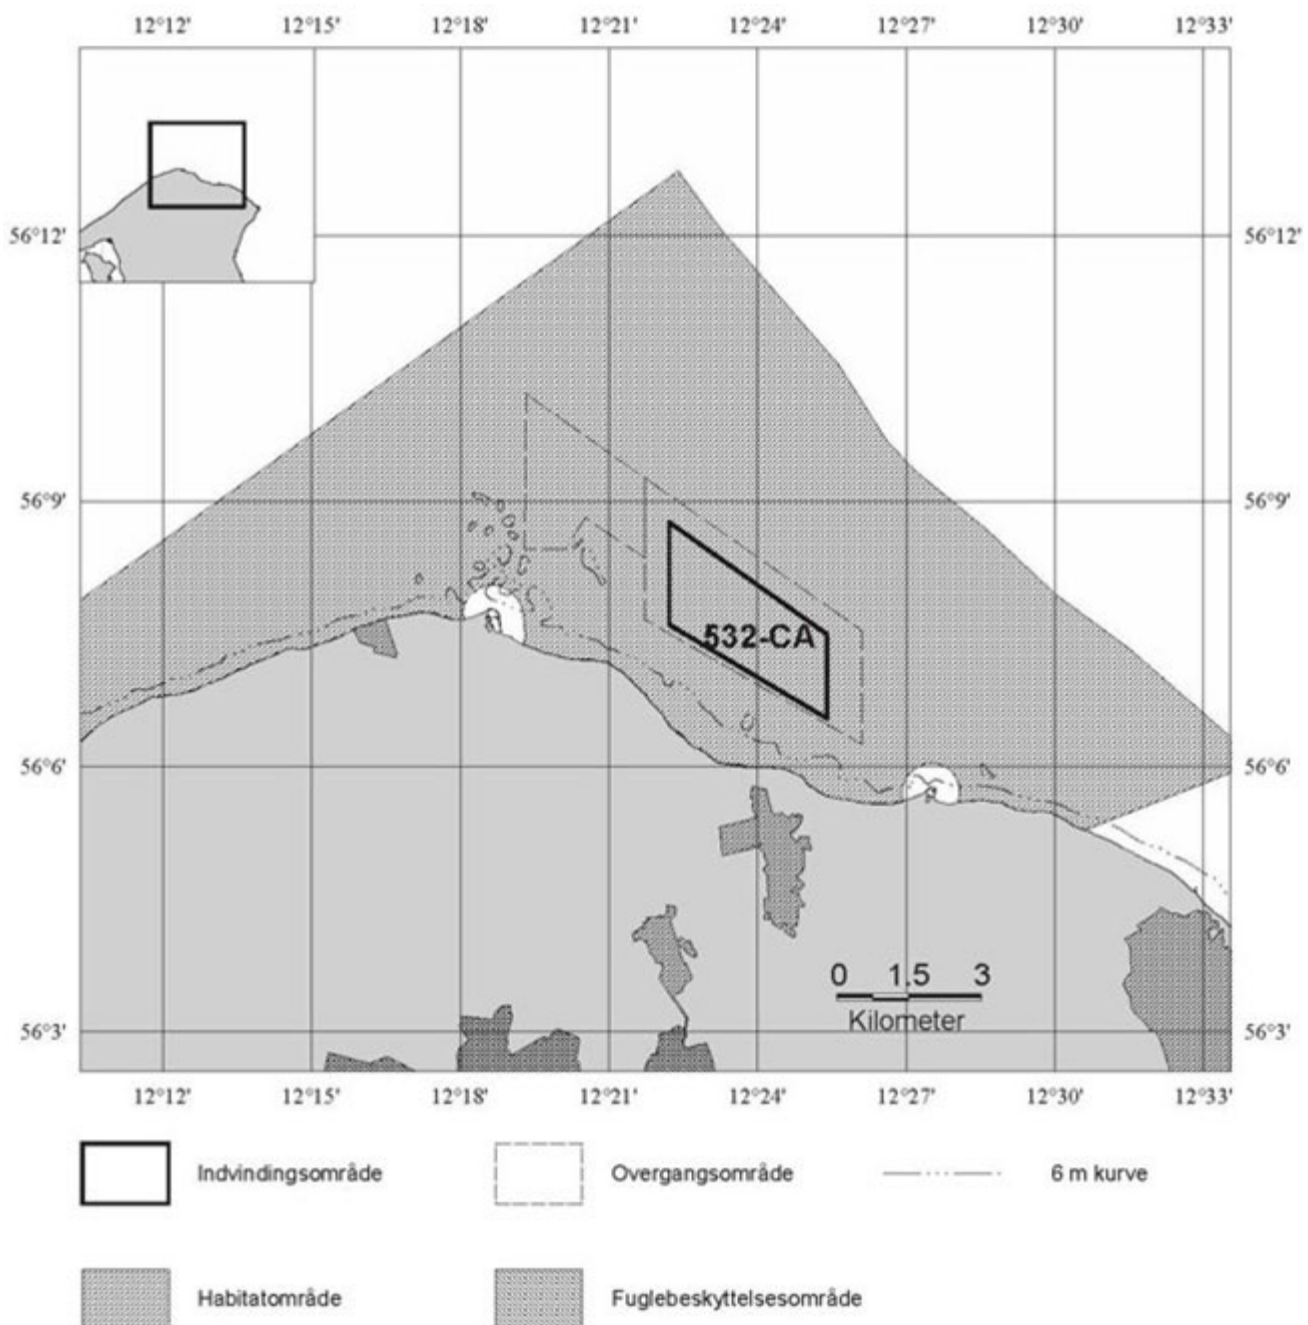 12°12' 12°15' 12°18' 12°21' 12°24' 12°27' 12°30' 12°33'
56°12' 56°12'
56°9' 56°9'
532-CA
56°6' 56°6'
0 1.5 3
Kilometer
56°3' 56°3'
12°12' 12°15' 12°18' 12°21' 12°24' 12°27' 12°30' 12°33'
Indvindingsområde Overgangsområde 6 m kurve
Habitatområde Fuglebeskyttelsesområde